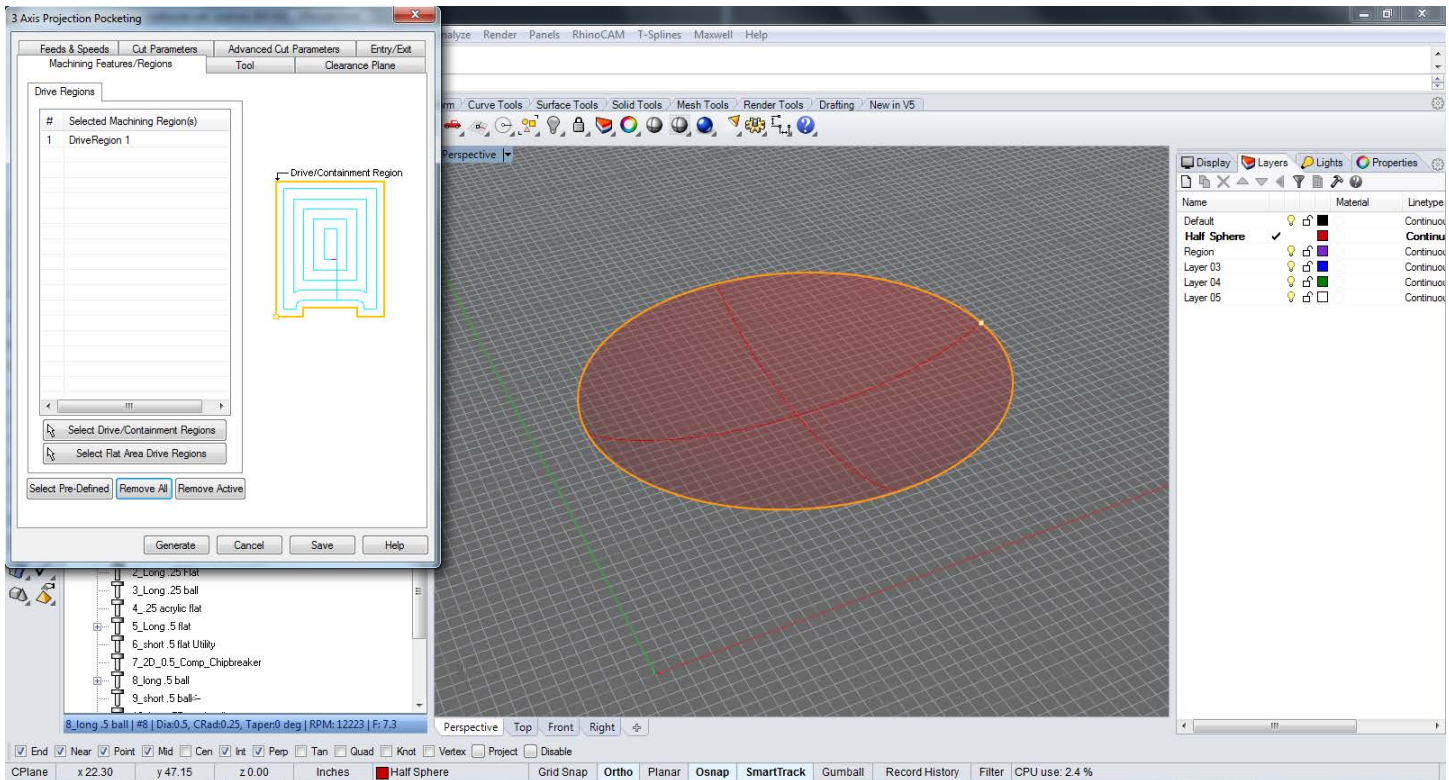 3 Axis Projection Pocketing
Feeds & Speeds Cut Parameters Advanced Cut Parameters Entry/Exit
Machining Features/Regions Tool Clearance Plane
Drive Regions
# Selected Machining Region(s)
1 DriveRegion 1
Drive/Containment Region
Select Drive/Containment Regions
Select Flat Area Drive Regions
Select Pre-Defined Remove All Remove Active
Generate Cancel Save Help
Render Panels RhinoCAM T-Splines Maxwell Help
Curve Tools Surface Tools Solid Tools Mesh Tools Render Tools Drafting New in V5
Perspective
Display Layers Lights Properties
Name Material Linetype
Default Continuou
Half Sphere Continu
Region Continuou
Layer 03 Continuou
Layer 04 Continuou
Layer 05 Continuou
2_Long .25 Flat
3_Long .25 ball
4_.25 acrylic flat
5_Long .5 flat
6_short .5 flat Utility
7_2D_0.5_Comp_Chipbreaker
8_long .5 ball
9_short .5 ball
8_long .5 ball | #8 | Dia:0.5, CRad:0.25, Taper:0 deg | RPM: 12223 | F: 7.3
Perspective Top Front Right
End Near Point Mid Cen Int Perp Tan Quad Knot Vertex Project Disable
CPlane x 22.30 y 47.15 z 0.00 Inches Half Sphere Grid Snap Ortho Planar Osnap SmartTrack Gumball Record History Filter CPU use: 2.4 %